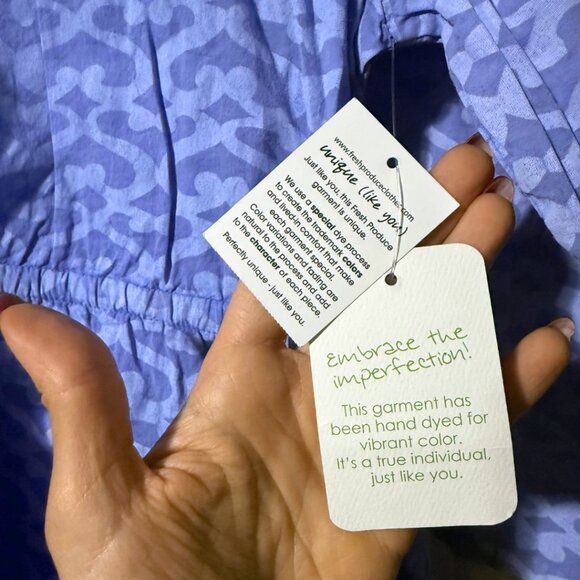 www.freshproduceclothes.com
unique (like you)
Just like you, this Fresh Produce
garment is unique.
We use a special dye process
to create the trademark colors
and lived-in comfort that make
each garment special.
Color variations and fading are
natural to the process and add
to the character of each piece.
Perfectly unique - just like you.
Embrace the
imperfection!
This garment has
been hand dyed for
vibrant color.
It's a true individual,
just like you.